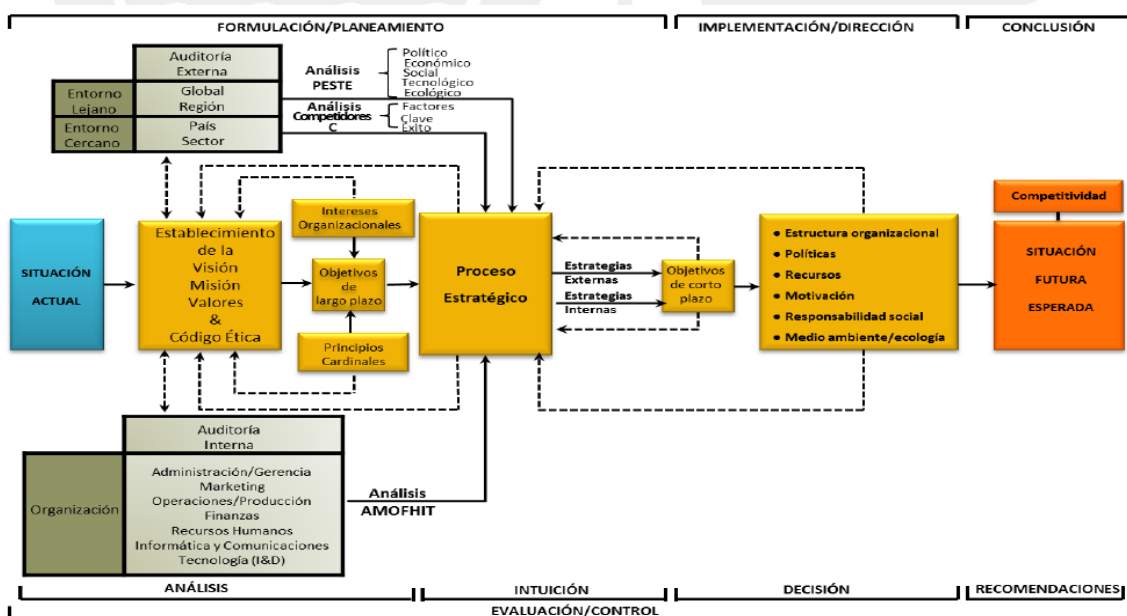 FORMULACIÓN/PLANEAMIENTO
IMPLEMENTACIÓN/DIRECCIÓN
CONCLUSIÓN
Auditoría
Externa
Entorno
Lejano
Global
Región
Entorno
Cercano
País
Sector
Análisis
PESTE
Político
Económico
Social
Tecnológico
Ecológico
Análisis
Competidores
C
Factores
Clave
Éxito
SITUACIÓN
ACTUAL
Establecimiento
de la
Visión
Misión
Valores
&
Código Ética
Intereses
Organizacionales
Objetivos
de
largo plazo
Principios
Cardinales
Proceso
Estratégico
Estrategias
Externas
Estrategias
Internas
Objetivos
de corto
plazo
• Estructura organizacional
• Políticas
• Recursos
• Motivación
• Responsabilidad social
• Medio ambiente/ecología
Competitividad
SITUACIÓN
FUTURA
ESPERADA
Auditoría
Interna
Organización
Administración/Gerencia
Marketing
Operaciones/Producción
Finanzas
Recursos Humanos
Informática y Comunicaciones
Tecnología (I&D)
Análisis
AMOFHIT
ANÁLISIS
INTUICIÓN
DECISIÓN
RECOMENDACIONES
EVALUACIÓN/CONTROL